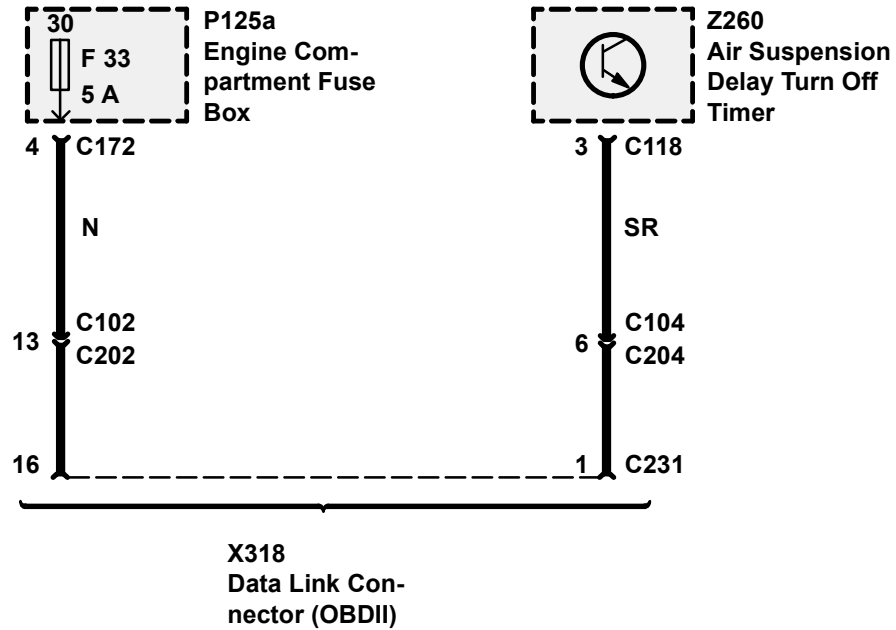 30
F 33
5 A
P125a
Engine Com-
partment Fuse
Box
Z260
Air Suspension
Delay Turn Off
Timer
4 C172
3 C118
N
SR
C102
13
C202
C104
6
C204
16
1 C231
X318
Data Link Con-
nector (OBDII)